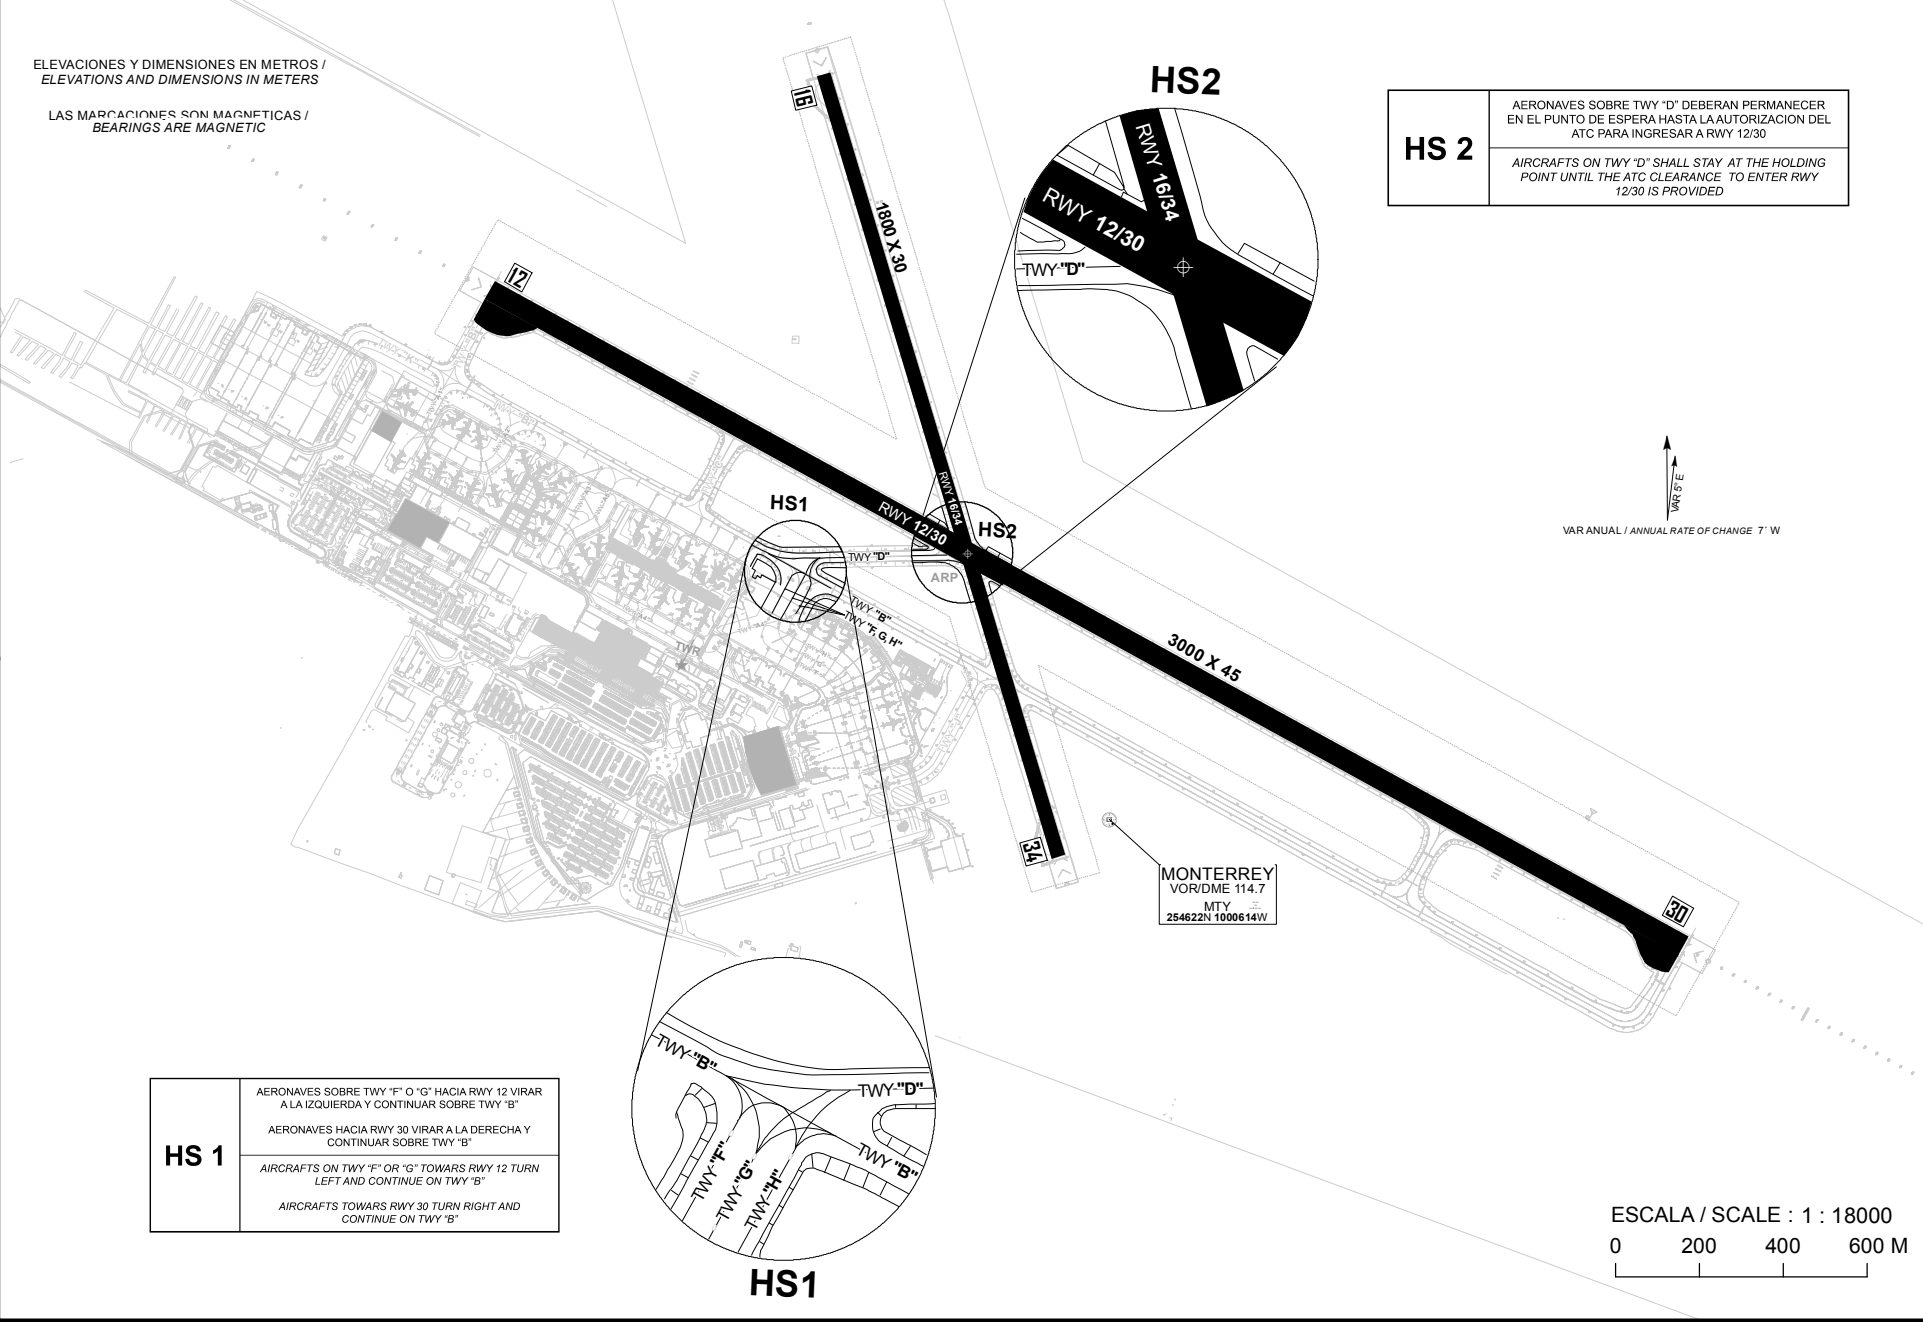 ELEVACIONES Y DIMENSIONES EN METROS /
ELEVATIONS AND DIMENSIONS IN METERS
LAS MARCACIONES SON MAGNETICAS /
BEARINGS ARE MAGNETIC
16
1800 X 30
HS2
RWY 16/34
RWY 12/30
TWY "D"
HS 2
AERONAVES SOBRE TWY “D” DEBERAN PERMANECER
EN EL PUNTO DE ESPERA HASTA LA AUTORIZACION DEL
ATC PARA INGRESAR A RWY 12/30
AIRCRAFTS ON TWY “D” SHALL STAY AT THE HOLDING
POINT UNTIL THE ATC CLEARANCE TO ENTER RWY
12/30 IS PROVIDED
12
TWY "K"
VAR 5° E
VAR ANUAL / ANNUAL RATE OF CHANGE 7' W
HS1
RWY 12/30
RWY 16/34
HS2
TWY "D"
ARP
TWY "B"
TWY "F, G, H"
TWR
3000 X 45
34
30
MONTERREY
VOR/DME 114.7
MTY
254622N 1000614W
TWY "B"
TWY "D"
TWY "F"
TWY "G"
TWY "H"
TWY "B"
HS1
HS 1
AERONAVES SOBRE TWY “F” O “G” HACIA RWY 12 VIRAR
A LA IZQUIERDA Y CONTINUAR SOBRE TWY “B”
AERONAVES HACIA RWY 30 VIRAR A LA DERECHA Y
CONTINUAR SOBRE TWY “B”
AIRCRAFTS ON TWY “F” OR “G” TOWARS RWY 12 TURN
LEFT AND CONTINUE ON TWY “B”
AIRCRAFTS TOWARS RWY 30 TURN RIGHT AND
CONTINUE ON TWY “B”
ESCALA / SCALE : 1 : 18000
0 200 400 600 M